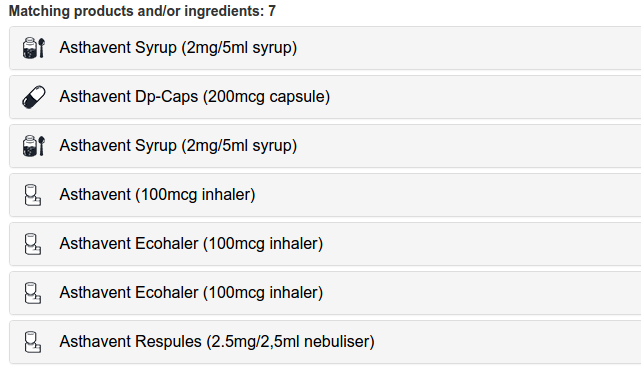 Matching products and/or ingredients: 7
Asthavent Syrup (2mg/5ml syrup)
Asthavent Dp-Caps (200mcg capsule)
Asthavent Syrup (2mg/5ml syrup)
Asthavent (100mcg inhaler)
Asthavent Ecohaler (100mcg inhaler)
Asthavent Ecohaler (100mcg inhaler)
Asthavent Respules (2.5mg/2,5ml nebuliser)